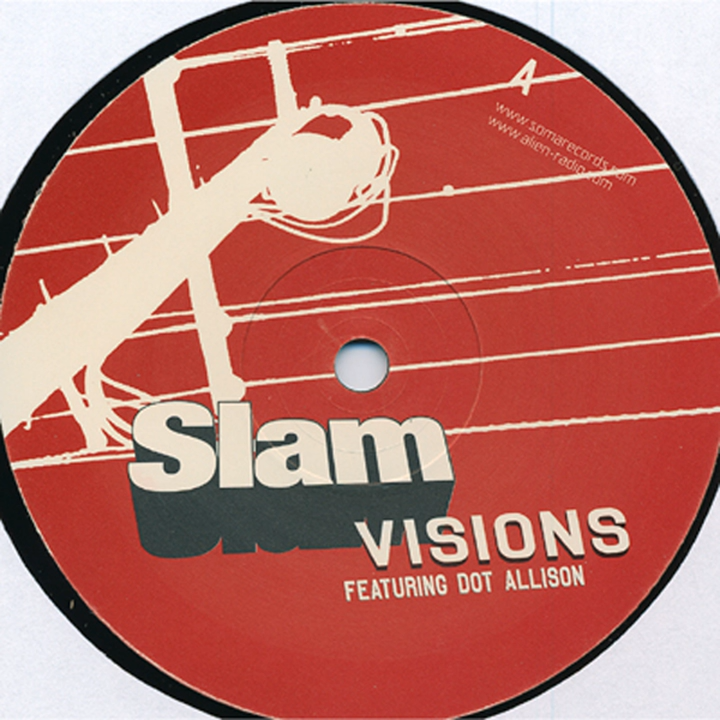 A
www.somarecords.com
www.alien-radio.com
Slam
VISIONS
FEATURING DOT ALLISON